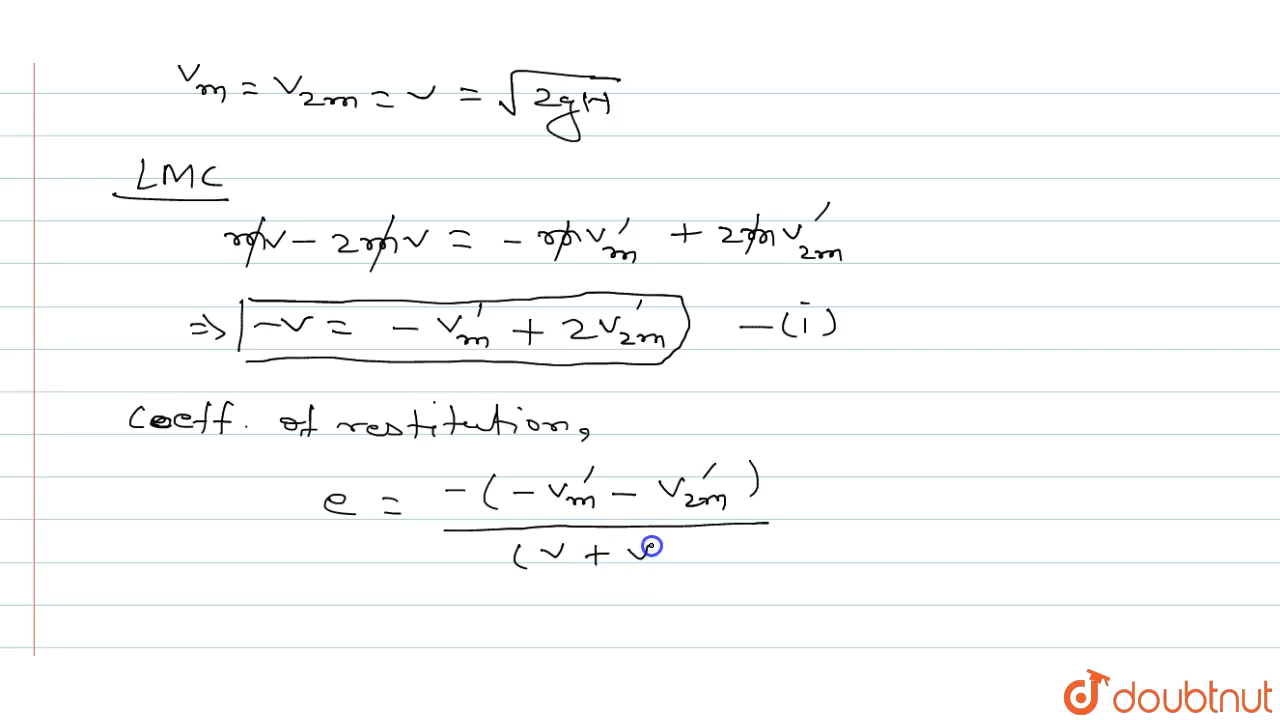 v_m = v_2m = v = √2gH
LMC
mv - 2mv = - mv'_m + 2mv'_2m
=> -v = - v'_m + 2v'_2m - (i)
Coeff. of restitution,
e = -(-v'_m - v'_2m) / (v + v
doubtnut